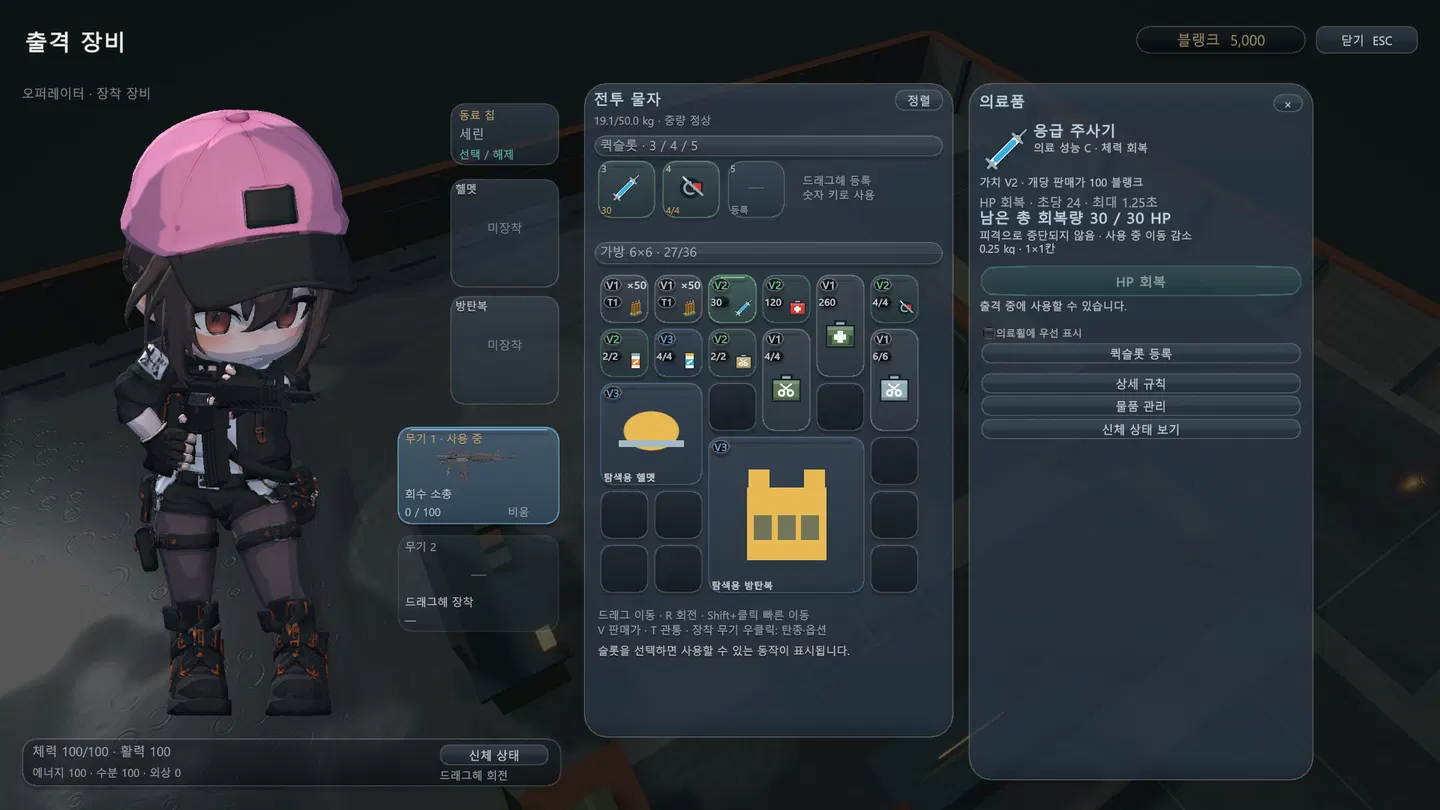 출격 장비
블랭크 5,000
닫기 ESC
오퍼레이터 · 장착 장비
동료 칩
세린
선택 / 해제
헬멧
미장착
방탄복
미장착
무기 1 · 사용 중
회수 소총
0 / 100 비움
무기 2
—
드래그해 장착
—
체력 100/100 · 활력 100
에너지 100 · 수분 100 · 외상 0
신체 상태
드래그해 회전
전투 물자
정렬
19.1/50.0 kg · 중량 정상
퀵슬롯 · 3 / 4 / 5
3 4 5
30 4/4 — 등록
드래그해 등록
숫자 키로 사용
가방 6×6 · 27/36
V1 ×50 V1 ×50 V2 V2 V1 V2
T1 T1 30 120 260 4/4
V2 V3 V2 V1 V1
2/2 4/4 2/2 4/4 6/6
V3
탐색용 헬멧
V3
탐색용 방탄복
드래그 이동 · R 회전 · Shift+클릭 빠른 이동
V 판매가 · T 관통 · 장착 무기 우클릭: 탄종·옵션
슬롯을 선택하면 사용할 수 있는 동작이 표시됩니다.
의료품
×
응급 주사기
의료 성능 C · 체력 회복
가치 V2 · 개당 판매가 100 블랭크
HP 회복 · 초당 24 · 최대 1.25초
남은 총 회복량 30 / 30 HP
피격으로 중단되지 않음 · 사용 중 이동 감소
0.25 kg · 1×1칸
HP 회복
출격 중에 사용할 수 있습니다.
의료휠에 우선 표시
퀵슬롯 등록
상세 규칙
물품 관리
신체 상태 보기